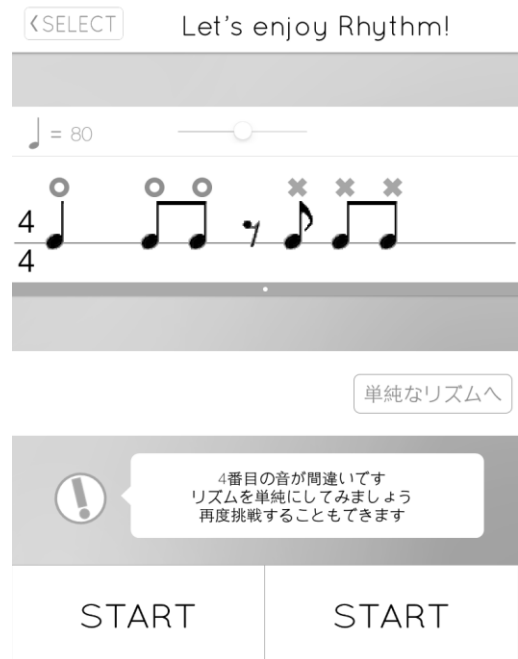 SELECT
Let's enjoy Rhythm!
= 80
4
4
単純なリズムへ
4番目の音が間違いです
リズムを単純にしてみましょう
再度挑戦することもできます
START
START